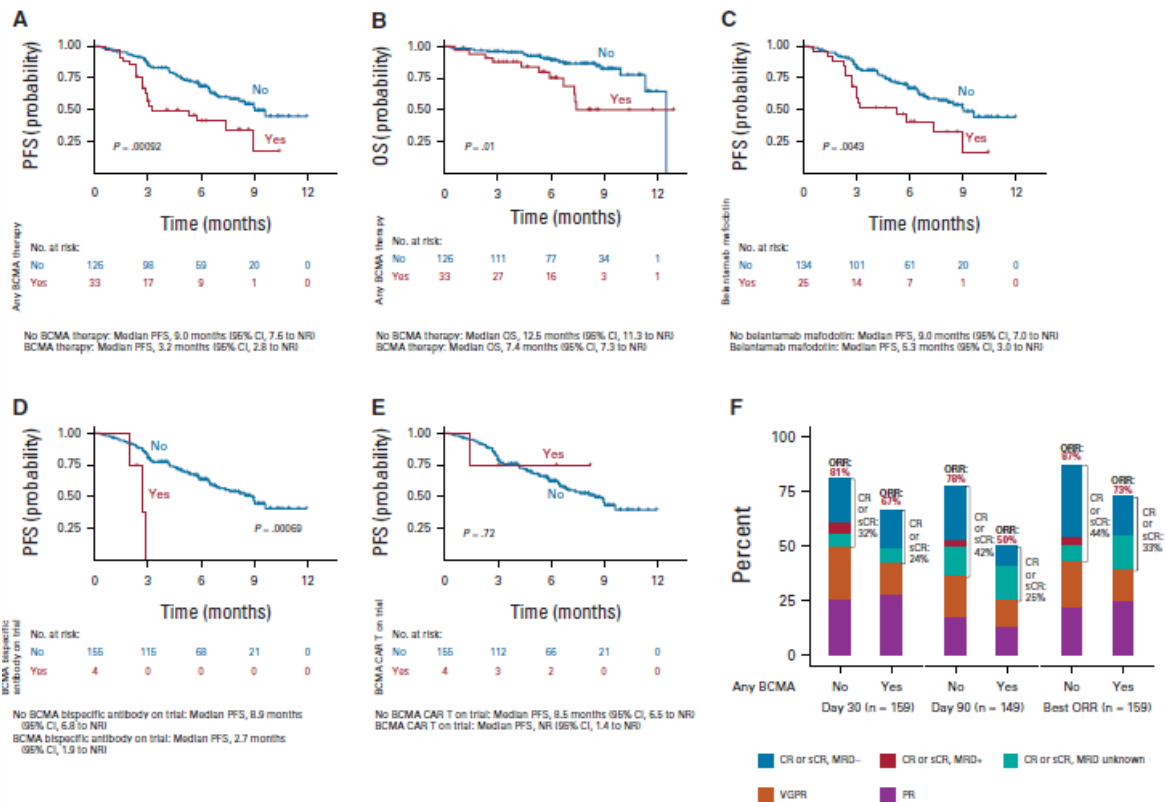 A
PFS (probability)
1.00
0.75
0.50
0.25
No
Yes
P = .00092
0 3 6 9 12
Time (months)
Any BCMA therapy
No. at risk:
No 126 98 59 20 0
Yes 33 17 9 1 0
No BCMA therapy: Median PFS, 9.0 months (95% CI, 7.6 to NR)
BCMA therapy: Median PFS, 3.2 months (95% CI, 2.8 to NR)
B
OS (probability)
1.00
0.75
0.50
0.25
No
Yes
P = .01
0 3 6 9 12
Time (months)
Any BCMA therapy
No. at risk:
No 126 111 77 34 1
Yes 33 27 16 3 1
No BCMA therapy: Median OS, 12.5 months (95% CI, 11.3 to NR)
BCMA therapy: Median OS, 7.4 months (95% CI, 7.3 to NR)
C
PFS (probability)
1.00
0.75
0.50
0.25
No
Yes
P = .0043
0 3 6 9 12
Time (months)
Belantamab mafodotin
No. at risk:
No 134 101 61 20 0
Yes 25 14 7 1 0
No belantamab mafodotin: Median PFS, 9.0 months (95% CI, 7.0 to NR)
Belantamab mafodotin: Median PFS, 5.3 months (95% CI, 3.0 to NR)
D
PFS (probability)
1.00
0.75
0.50
0.25
No
Yes
P = .00069
0 3 6 9 12
Time (months)
BCMA bispecific
antibody on trial
No. at risk:
No 155 115 68 21 0
Yes 4 0 0 0 0
No BCMA bispecific antibody on trial: Median PFS, 8.9 months
(95% CI, 6.8 to NR)
BCMA bispecific antibody on trial: Median PFS, 2.7 months
(95% CI, 1.9 to NR)
E
PFS (probability)
1.00
0.75
0.50
0.25
Yes
No
P = .72
0 3 6 9 12
Time (months)
BCMA CAR T on trial
No. at risk:
No 155 112 66 21 0
Yes 4 3 2 0 0
No BCMA CAR T on trial: Median PFS, 8.5 months (95% CI, 6.5 to NR)
BCMA CAR T on trial: Median PFS, NR (95% CI, 1.4 to NR)
F
Percent
100
75
50
25
0
ORR:
81%
CR
or
sCR:
32%
ORR:
67%
CR
or
sCR:
24%
ORR:
78%
CR
or
sCR:
42%
ORR:
50%
CR
or
sCR:
25%
ORR:
87%
CR
or
sCR:
44%
ORR:
73%
CR
or
sCR:
33%
Any BCMA No Yes No Yes No Yes
Day 30 (n = 159) Day 90 (n = 149) Best ORR (n = 159)
CR or sCR, MRD− CR or sCR, MRD+ CR or sCR, MRD unknown
VGPR PR